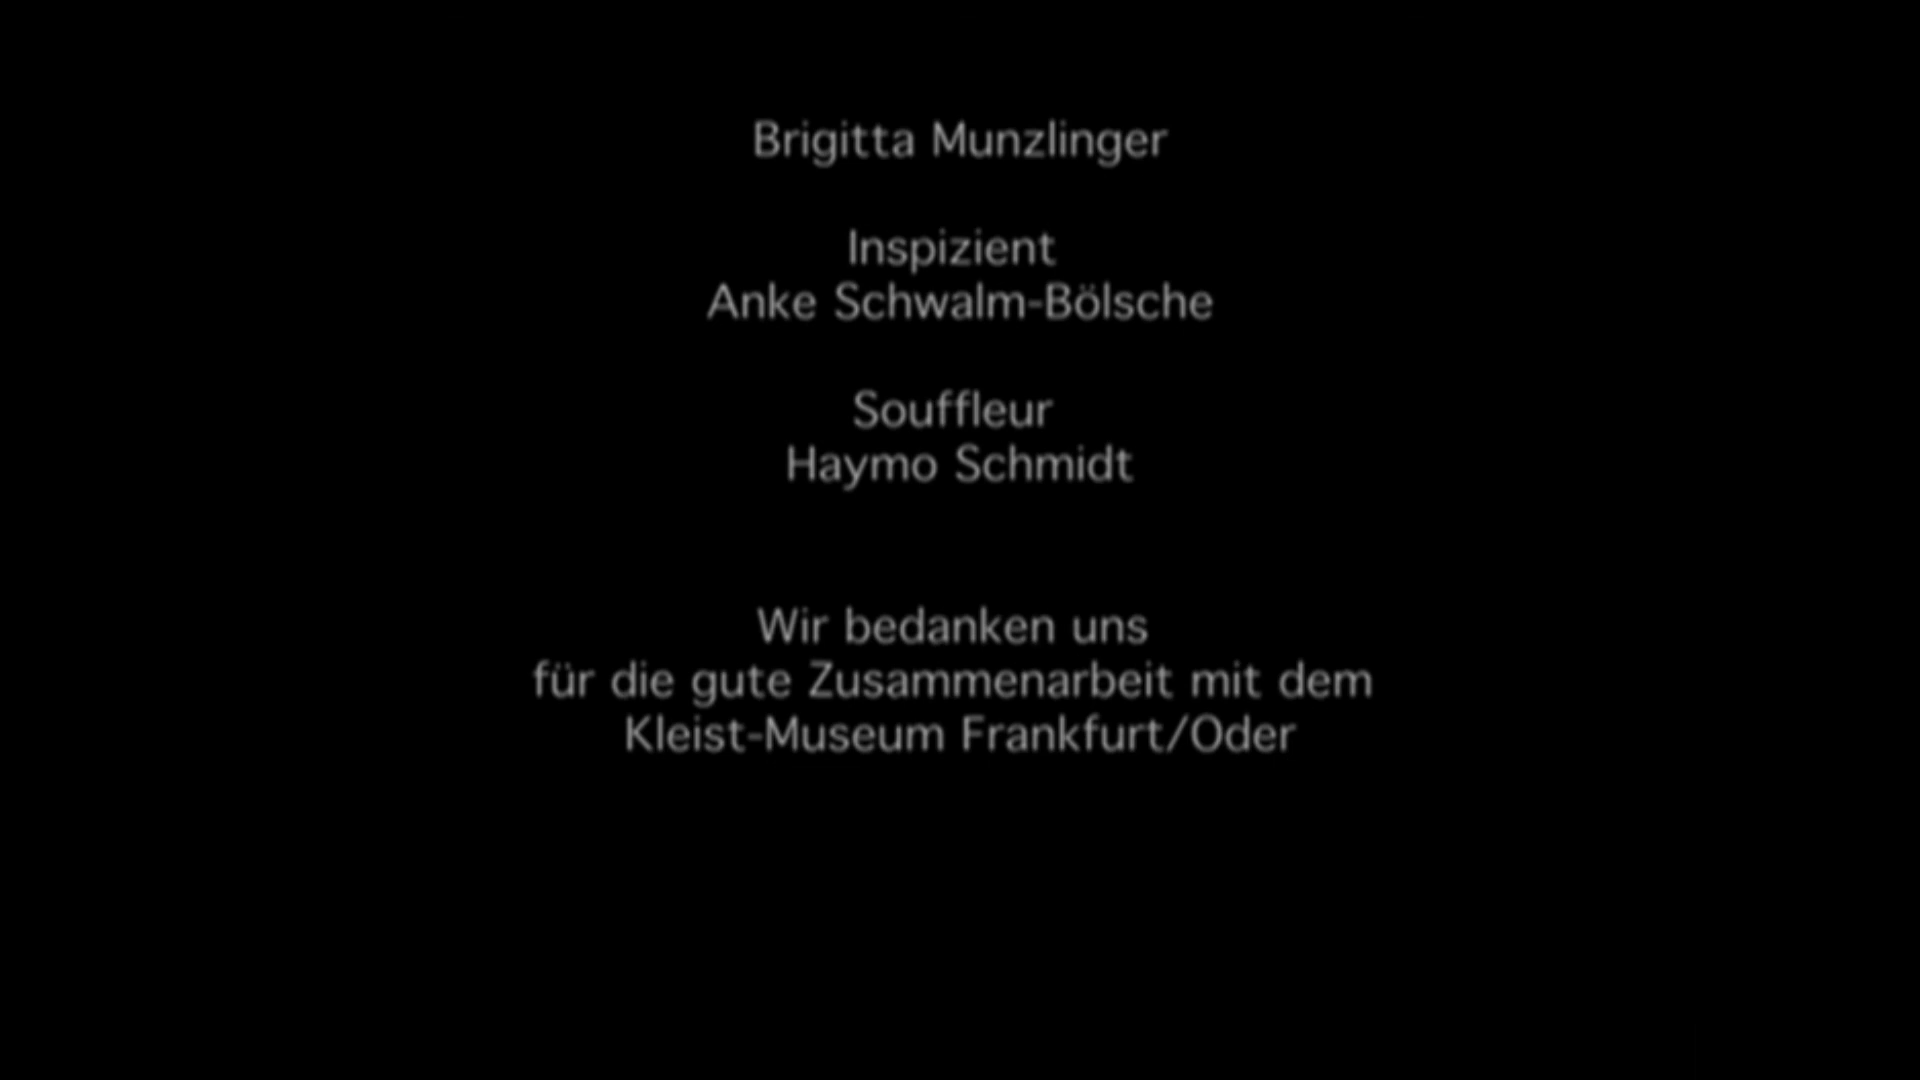 Brigitta Munzlinger
Inspizient
Anke Schwalm-Bölsche
Souffleur
Haymo Schmidt
Wir bedanken uns
für die gute Zusammenarbeit mit dem
Kleist-Museum Frankfurt/Oder